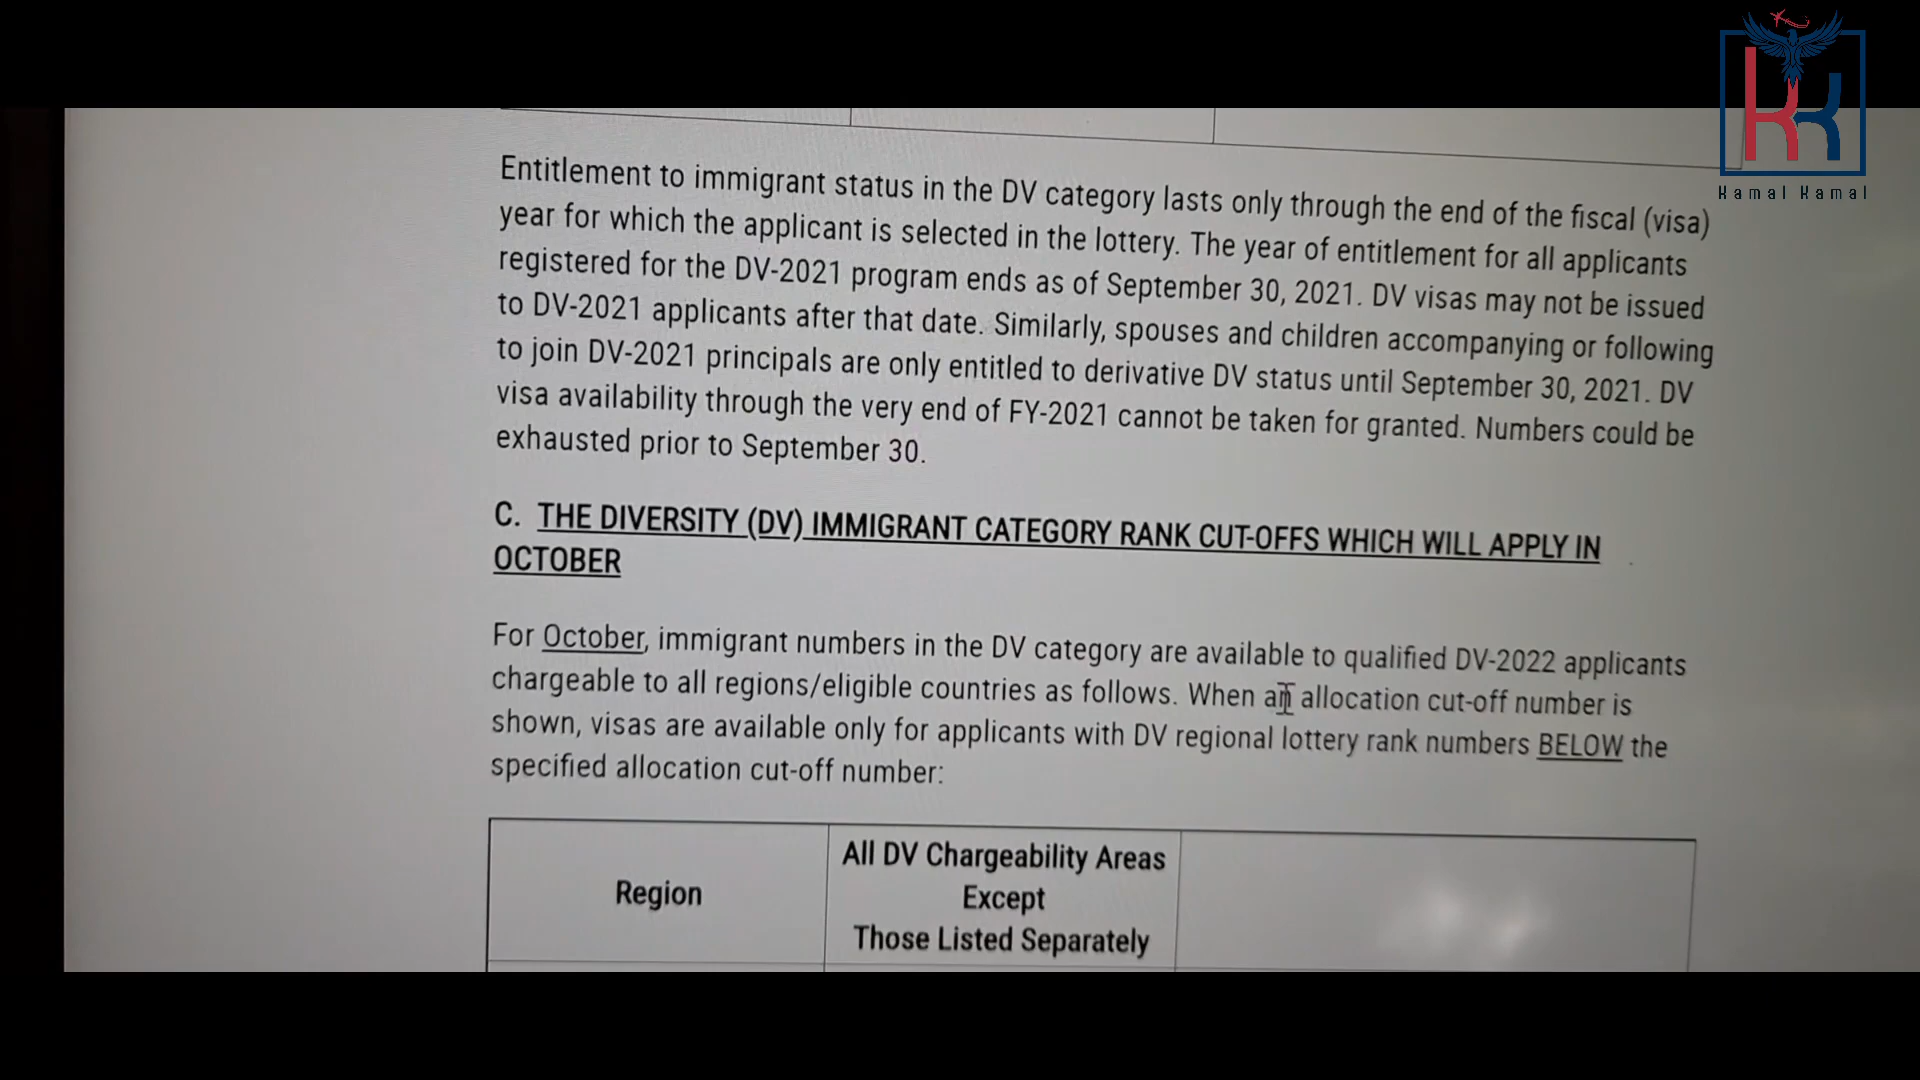 Kamal Kamal
Entitlement to immigrant status in the DV category lasts only through the end of the fiscal (visa)
year for which the applicant is selected in the lottery. The year of entitlement for all applicants
registered for the DV-2021 program ends as of September 30, 2021. DV visas may not be issued
to DV-2021 applicants after that date. Similarly, spouses and children accompanying or following
to join DV-2021 principals are only entitled to derivative DV status until September 30, 2021. DV
visa availability through the very end of FY-2021 cannot be taken for granted. Numbers could be
exhausted prior to September 30.
C. THE DIVERSITY (DV) IMMIGRANT CATEGORY RANK CUT-OFFS WHICH WILL APPLY IN
OCTOBER
For October, immigrant numbers in the DV category are available to qualified DV-2022 applicants
chargeable to all regions/eligible countries as follows. When an allocation cut-off number is
shown, visas are available only for applicants with DV regional lottery rank numbers BELOW the
specified allocation cut-off number:
Region
All DV Chargeability Areas
Except
Those Listed Separately